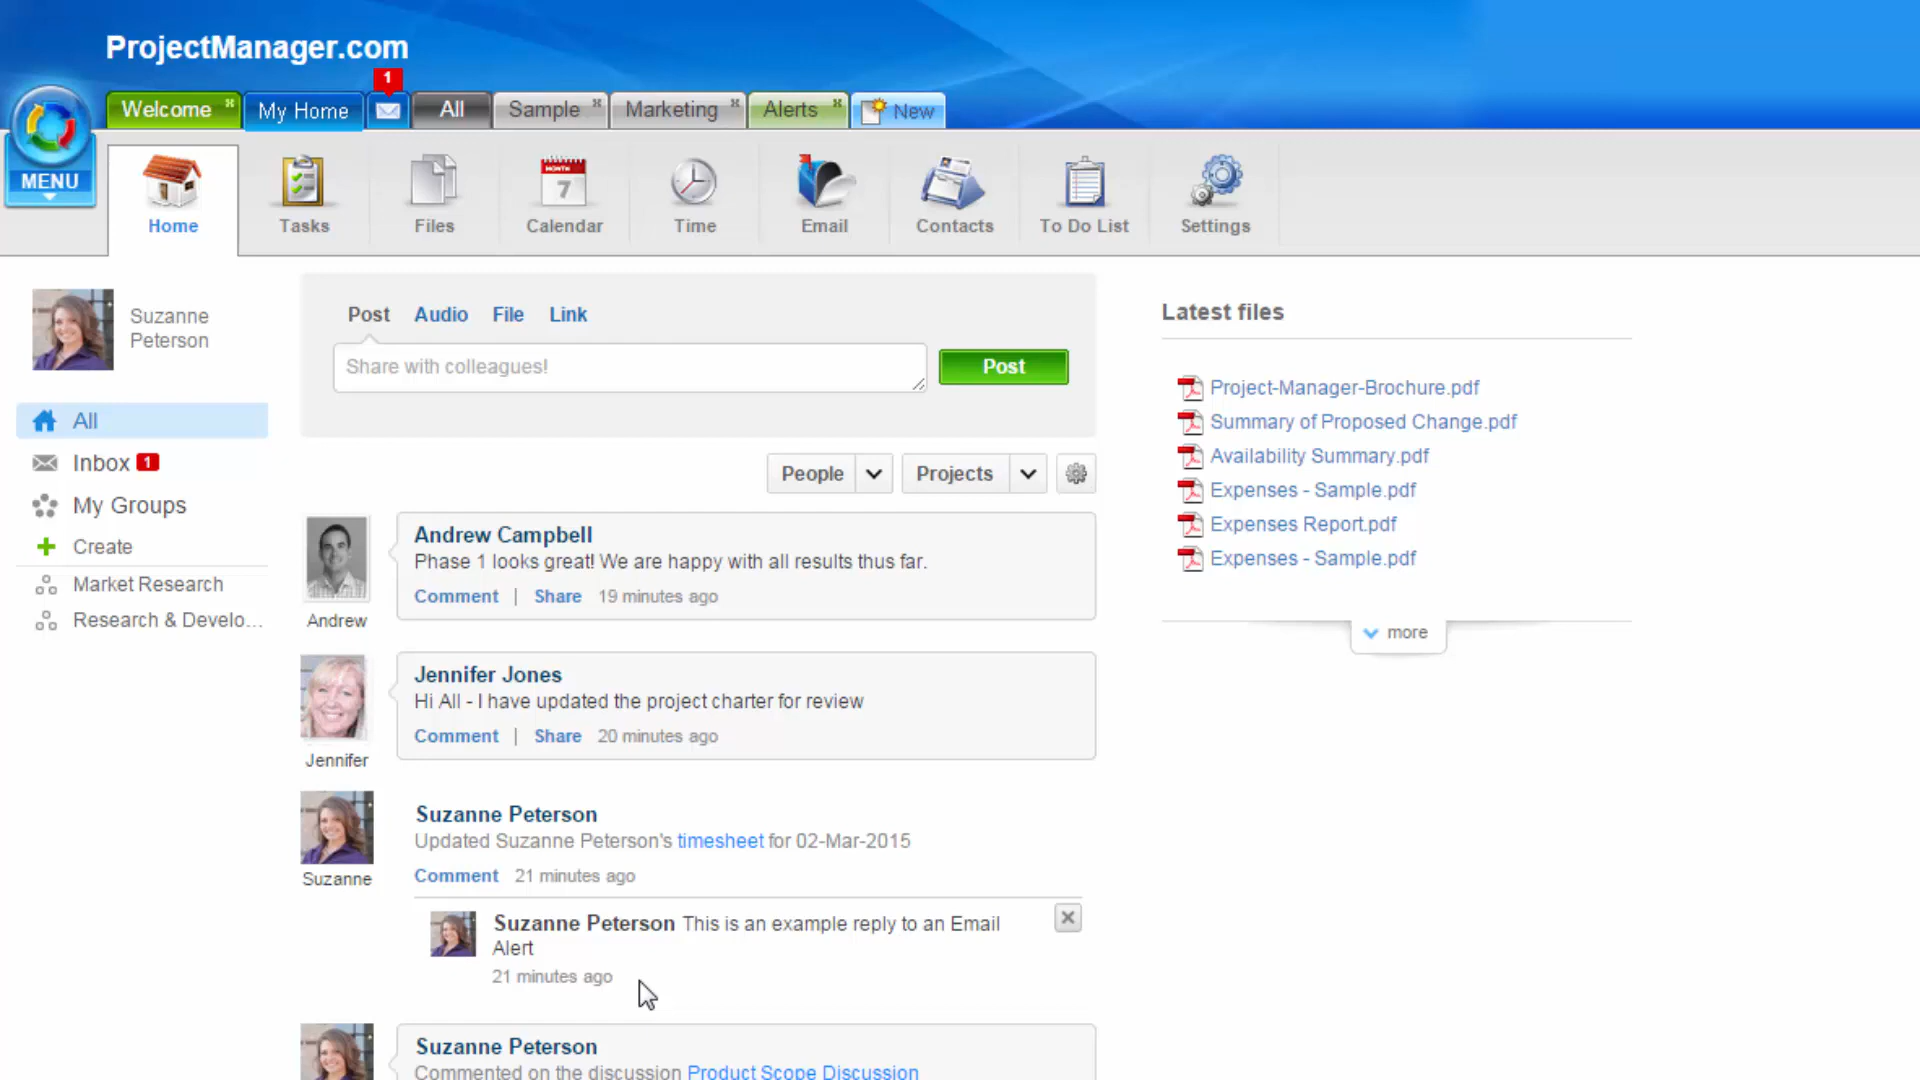 ProjectManager.com
1
Welcome
My Home
All
Sample
Marketing
Alerts
New
MENU
Home
Tasks
Files
MONTH
7
Calendar
Time
Email
Contacts
To Do List
Settings
Suzanne
Peterson
All
Inbox 1
My Groups
Create
Market Research
Research & Develo...
Post Audio File Link
Share with colleagues!
Post
People
Projects
Andrew Campbell
Phase 1 looks great! We are happy with all results thus far.
Comment | Share 19 minutes ago
Andrew
Jennifer Jones
Hi All - I have updated the project charter for review
Comment | Share 20 minutes ago
Jennifer
Suzanne Peterson
Updated Suzanne Peterson's timesheet for 02-Mar-2015
Comment 21 minutes ago
Suzanne
Suzanne Peterson This is an example reply to an Email
Alert
21 minutes ago
Suzanne Peterson
Commented on the discussion Product Scope Discussion
Latest files
Project-Manager-Brochure.pdf
Summary of Proposed Change.pdf
Availability Summary.pdf
Expenses - Sample.pdf
Expenses Report.pdf
Expenses - Sample.pdf
more